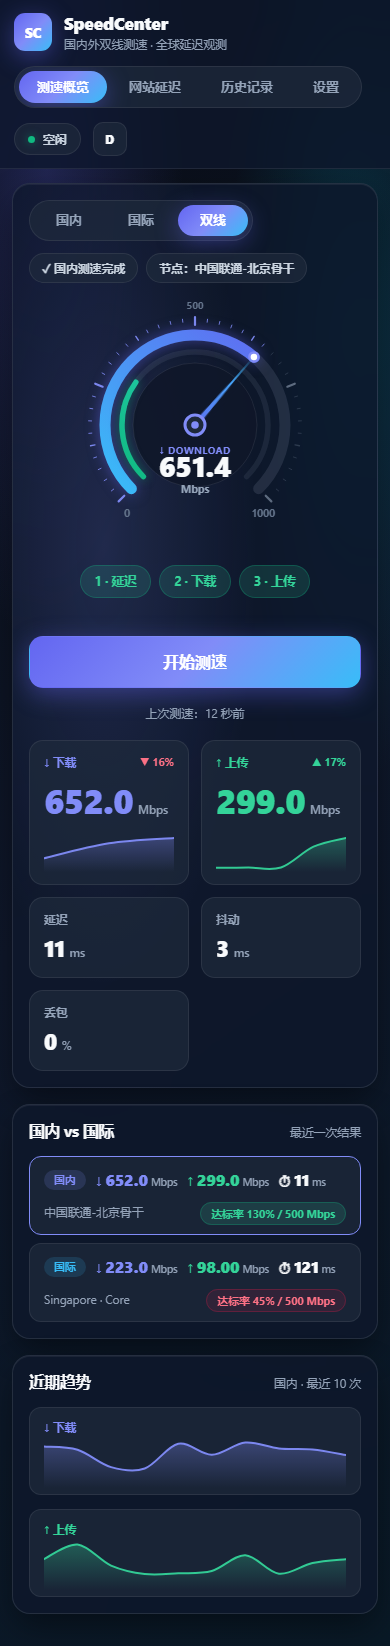 SC
SpeedCenter
国内外双线测速 · 全球延迟观测
测速概览
网站延迟
历史记录
设置
空闲
D
国内
国际
双线
✓ 国内测速完成
节点: 中国联通-北京骨干
500
↓ DOWNLOAD
651.4
Mbps
0
1000
1 · 延迟
2 · 下载
3 · 上传
开始测速
上次测速: 12 秒前
↓ 下载
▼ 16%
652.0 Mbps
↑ 上传
▲ 17%
299.0 Mbps
延迟
11 ms
抖动
3 ms
丢包
0 %
国内 vs 国际
最近一次结果
国内 ↓ 652.0 Mbps ↑ 299.0 Mbps ⏱ 11 ms
中国联通-北京骨干
达标率 130% / 500 Mbps
国际 ↓ 223.0 Mbps ↑ 98.00 Mbps ⏱ 121 ms
Singapore · Core
达标率 45% / 500 Mbps
近期趋势
国内 · 最近 10 次
↓ 下载
↑ 上传